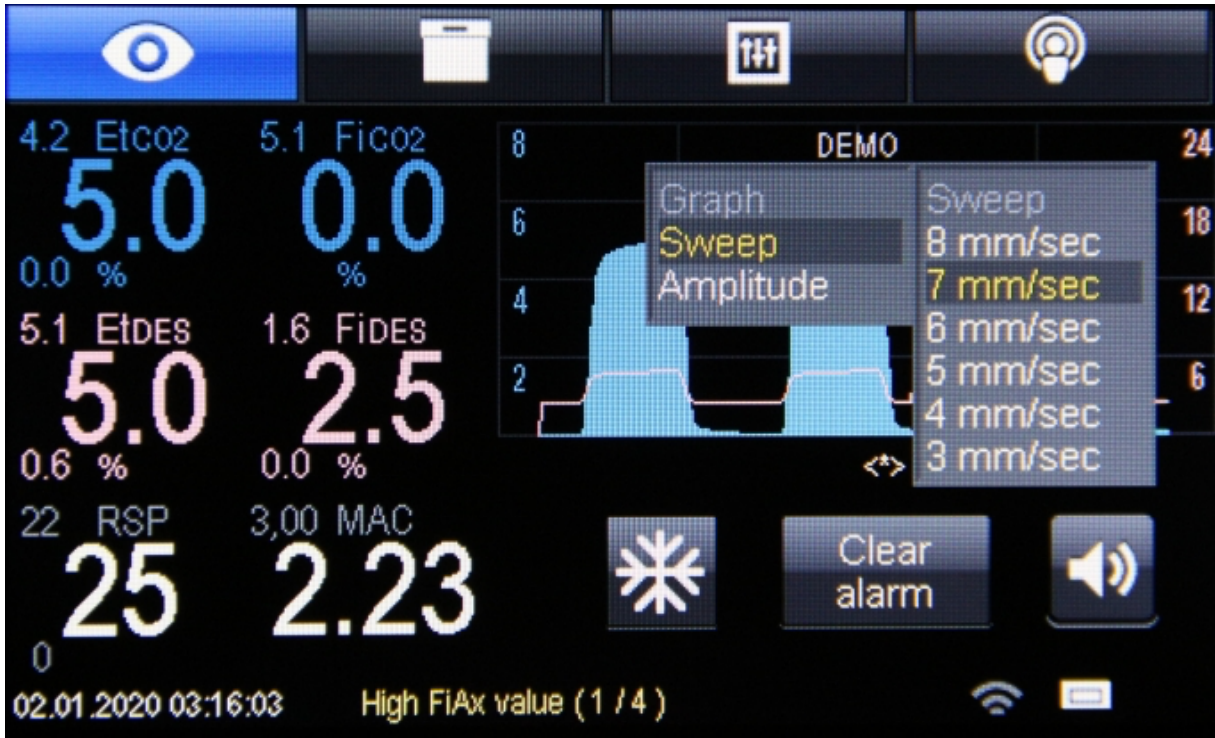 4.2 EtCO2
5.0
0.0 %
5.1 FiCO2
0.0
%
5.1 EtDES
5.0
0.6 %
1.6 FiDES
2.5
0.0 %
22 RSP
25
0
3,00 MAC
2.23
DEMO
8
6
4
2
24
18
12
6
Graph
Sweep
Amplitude
Sweep
8 mm/sec
7 mm/sec
6 mm/sec
5 mm/sec
4 mm/sec
3 mm/sec
<*>
Clear
alarm
02.01.2020 03:16:03
High FiAx value ( 1 / 4 )